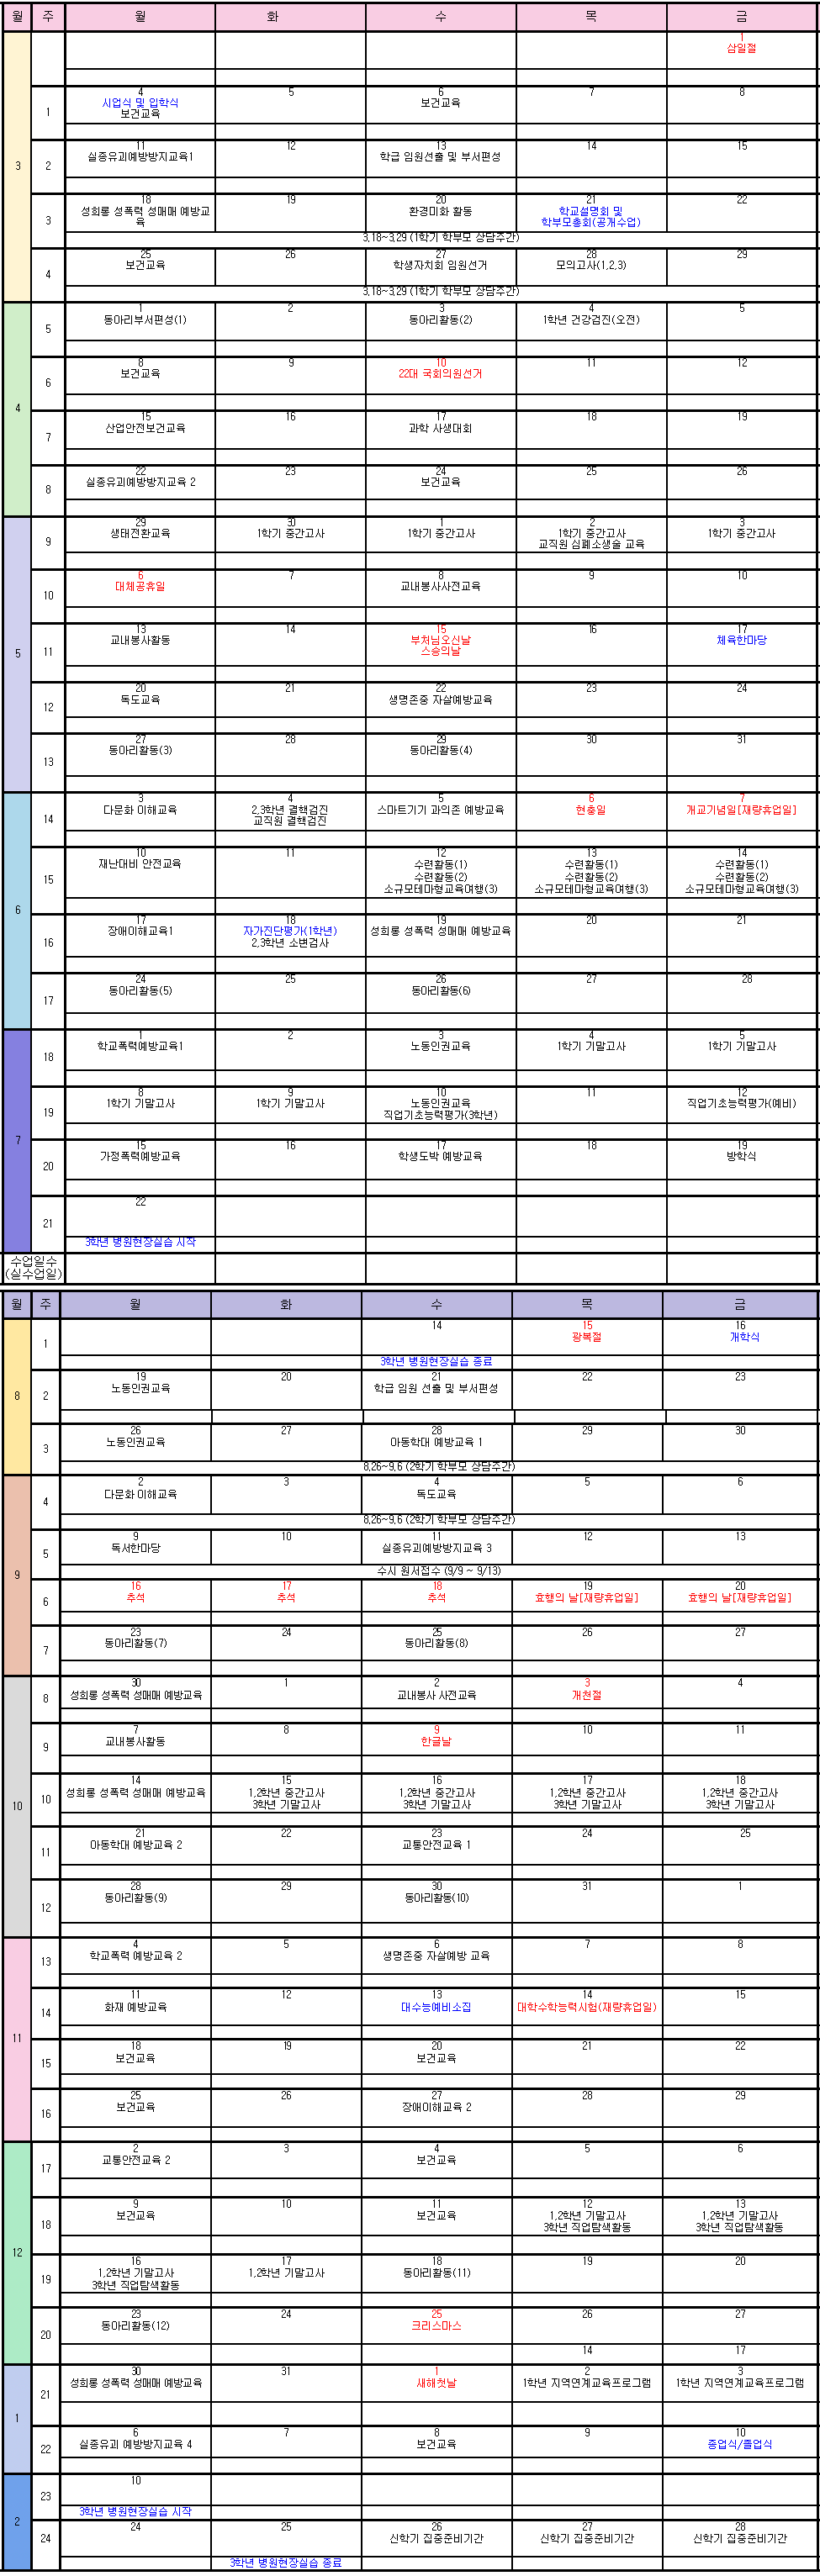 월 주 월 화 수 목 금
1
삼일절
3
1
4 5 6 7 8
시업식 및 입학식
보건교육
보건교육
2
11 12 13 14 15
실종유괴예방방지교육1
학급 임원선출 및 부서편성
3
18 19 20 21 22
성희롱 성폭력 성매매 예방교
육
환경미화 활동
학교설명회 및
학부모총회(공개수업)
3.18~3.29 (1학기 학부모 상담주간)
4
25 26 27 28 29
보건교육
학생자치회 임원선거
모의고사(1,2,3)
3.18~3.29 (1학기 학부모 상담주간)
4
5
1 2 3 4 5
동아리부서편성(1)
동아리활동(2)
1학년 건강검진(오전)
6
8 9 10 11 12
보건교육
22대 국회의원선거
7
15 16 17 18 19
산업안전보건교육
과학 사생대회
8
22 23 24 25 26
실종유괴예방방지교육 2
보건교육
5
9
29 30 1 2 3
생태전환교육
1학기 중간고사
1학기 중간고사
1학기 중간고사
교직원 심폐소생술 교육
1학기 중간고사
10
6 7 8 9 10
대체공휴일
교내봉사사전교육
11
13 14 15 16 17
교내봉사활동
부처님오신날
스승의날
체육한마당
12
20 21 22 23 24
독도교육
생명존중 자살예방교육
13
27 28 29 30 31
동아리활동(3)
동아리활동(4)
6
14
3 4 5 6 7
다문화 이해교육
2,3학년 결핵검진
교직원 결핵검진
스마트기기 과의존 예방교육
현충일
개교기념일[재량휴업일]
15
10 11 12 13 14
재난대비 안전교육
수련활동(1)
수련활동(2)
소규모테마형교육여행(3)
수련활동(1)
수련활동(2)
소규모테마형교육여행(3)
수련활동(1)
수련활동(2)
소규모테마형교육여행(3)
16
17 18 19 20 21
장애이해교육1
자가진단평가(1학년)
2,3학년 소변검사
성희롱 성폭력 성매매 예방교육
17
24 25 26 27 28
동아리활동(5)
동아리활동(6)
7
18
1 2 3 4 5
학교폭력예방교육1
노동인권교육
1학기 기말고사
1학기 기말고사
19
8 9 10 11 12
1학기 기말고사
1학기 기말고사
노동인권교육
직업기초능력평가(3학년)
직업기초능력평가(예비)
20
15 16 17 18 19
가정폭력예방교육
학생도박 예방교육
방학식
21
22
3학년 병원현장실습 시작
수업일수
(실수업일)
월 주 월 화 수 목 금
8
1
14 15 16
광복절
개학식
3학년 병원현장실습 종료
2
19 20 21 22 23
노동인권교육
학급 임원 선출 및 부서편성
3
26 27 28 29 30
노동인권교육
아동학대 예방교육 1
8.26~9.6 (2학기 학부모 상담주간)
9
4
2 3 4 5 6
다문화 이해교육
독도교육
8.26~9.6 (2학기 학부모 상담주간)
5
9 10 11 12 13
독서한마당
실종유괴예방방지교육 3
수시 원서접수 (9/9 ~ 9/13)
6
16 17 18 19 20
추석
추석
추석
효행의 날[재량휴업일]
효행의 날[재량휴업일]
7
23 24 25 26 27
동아리활동(7)
동아리활동(8)
10
8
30 1 2 3 4
성희롱 성폭력 성매매 예방교육
교내봉사 사전교육
개천절
9
7 8 9 10 11
교내봉사활동
한글날
10
14 15 16 17 18
성희롱 성폭력 성매매 예방교육
1,2학년 중간고사
3학년 기말고사
1,2학년 중간고사
3학년 기말고사
1,2학년 중간고사
3학년 기말고사
1,2학년 중간고사
3학년 기말고사
11
21 22 23 24 25
아동학대 예방교육 2
교통안전교육 1
12
28 29 30 31 1
동아리활동(9)
동아리활동(10)
11
13
4 5 6 7 8
학교폭력 예방교육 2
생명존중 자살예방 교육
14
11 12 13 14 15
화재 예방교육
대수능예비소집
대학수학능력시험(재량휴업일)
15
18 19 20 21 22
보건교육
보건교육
16
25 26 27 28 29
보건교육
장애이해교육 2
12
17
2 3 4 5 6
교통안전교육 2
보건교육
18
9 10 11 12 13
보건교육
보건교육
1,2학년 기말고사
3학년 직업탐색활동
1,2학년 기말고사
3학년 직업탐색활동
19
16 17 18 19 20
1,2학년 기말고사
3학년 직업탐색활동
1,2학년 기말고사
동아리활동(11)
20
23 24 25 26 27
동아리활동(12)
크리스마스
14 17
1
21
30 31 1 2 3
성희롱 성폭력 성매매 예방교육
새해첫날
1학년 지역연계교육프로그램
1학년 지역연계교육프로그램
22
6 7 8 9 10
실종유괴 예방방지교육 4
보건교육
종업식/졸업식
2
23
10
3학년 병원현장실습 시작
24
24 25 26 27 28
신학기 집중준비기간
신학기 집중준비기간
신학기 집중준비기간
3학년 병원현장실습 종료